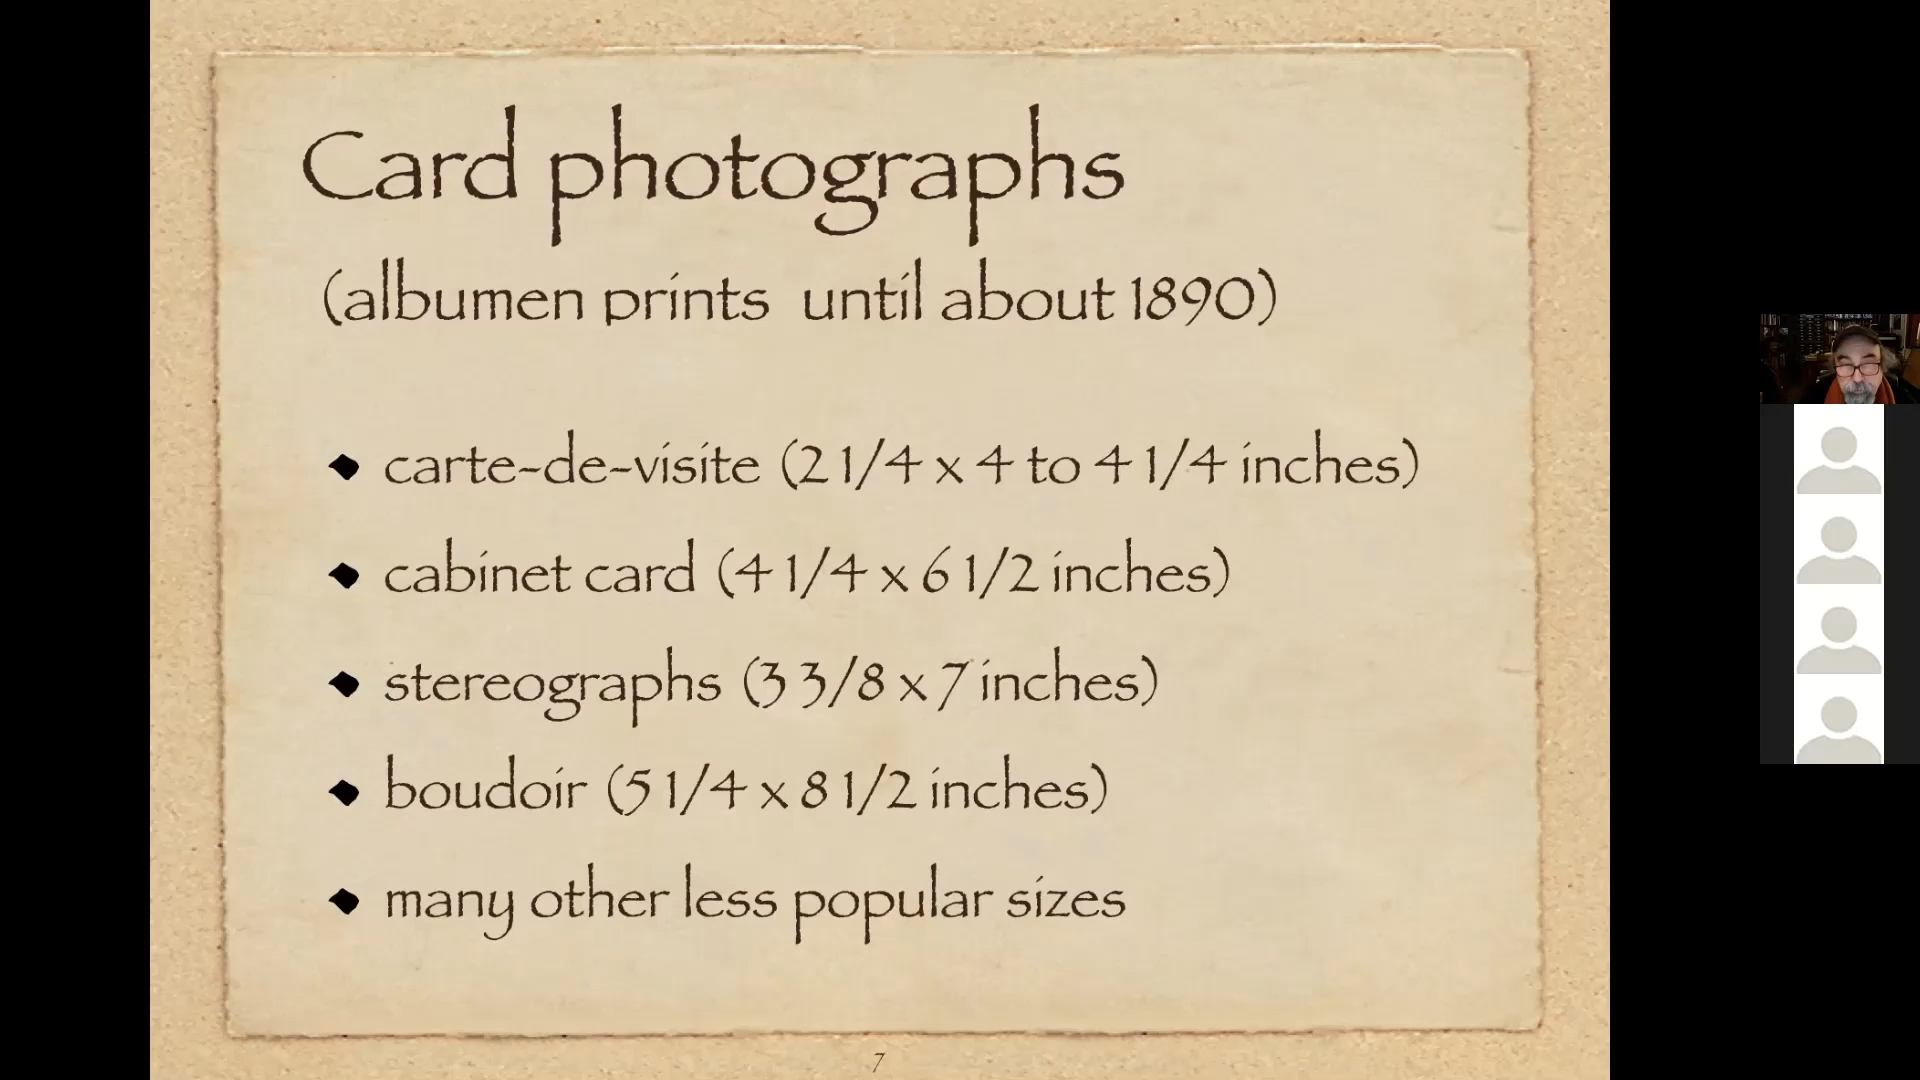 Card photographs
(albumen prints until about 1890)
carte-de-visite (2 1/4 x 4 to 4 1/4 inches)
cabinet card (4 1/4 x 6 1/2 inches)
stereographs (3 3/8 x 7 inches)
boudoir (5 1/4 x 8 1/2 inches)
many other less popular sizes
7